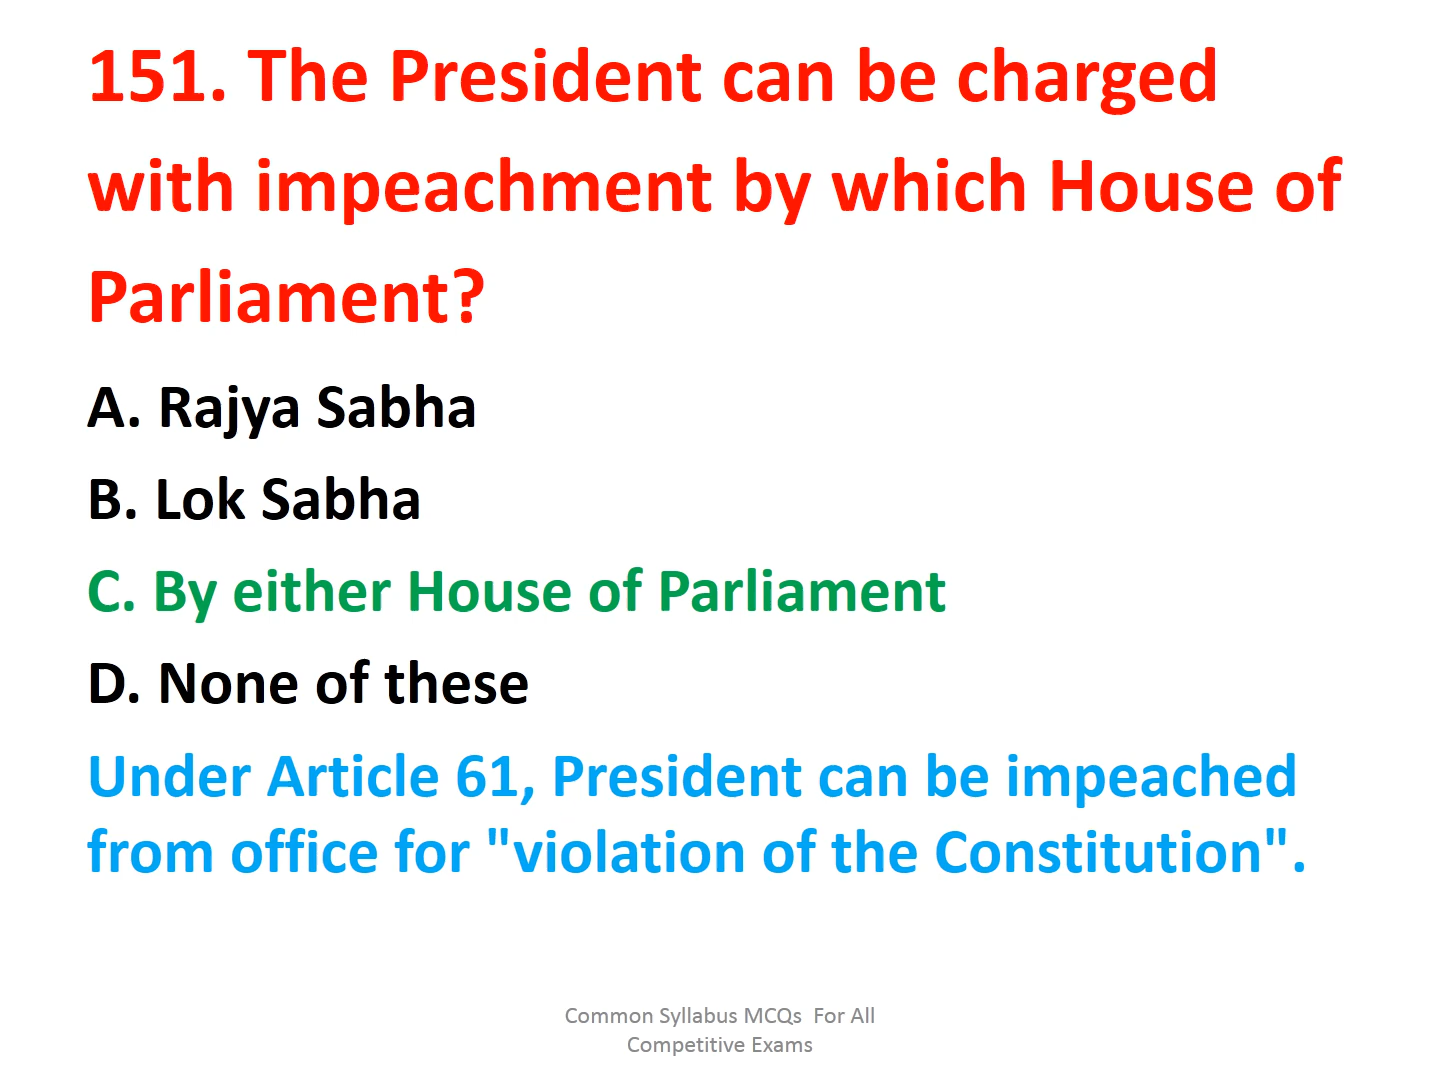 151. The President can be charged
with impeachment by which House of
Parliament?
A. Rajya Sabha
B. Lok Sabha
C. By either House of Parliament
D. None of these
Under Article 61, President can be impeached
from office for "violation of the Constitution".
Common Syllabus MCQs  For All
Competitive Exams